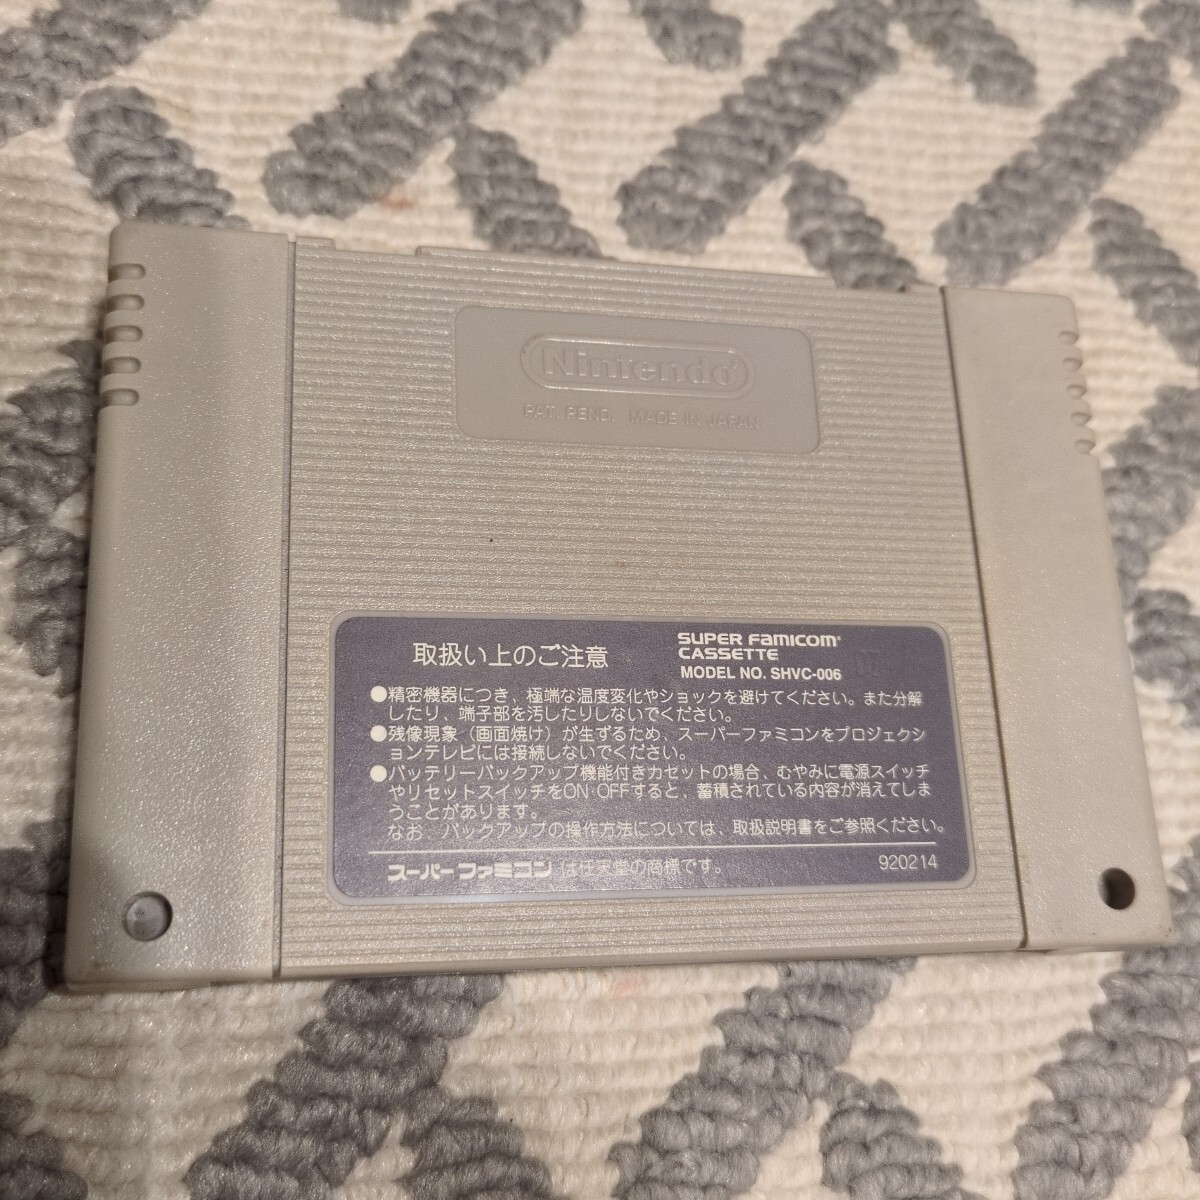 Nintendo®
PAT. PEND. MADE IN JAPAN
取扱い上のご注意
SUPER FAMICOM®
CASSETTE
MODEL NO. SHVC-006
●精密機器につき、極端な温度変化やショックを避けてください。また分解
したり、端子部を汚したりしないでください。
●残像現象（画面焼け）が生ずるため、スーパーファミコンをプロジェクシ
ョンテレビには接続しないでください。
●バッテリーバックアップ機能付きカセットの場合、むやみに電源スイッチ
やリセットスイッチをON・OFFすると、蓄積されている内容が消えてしま
うことがあります。
なお、バックアップの操作方法については、取扱説明書をご参照ください。
スーパーファミコンは任天堂の商標です。
920214